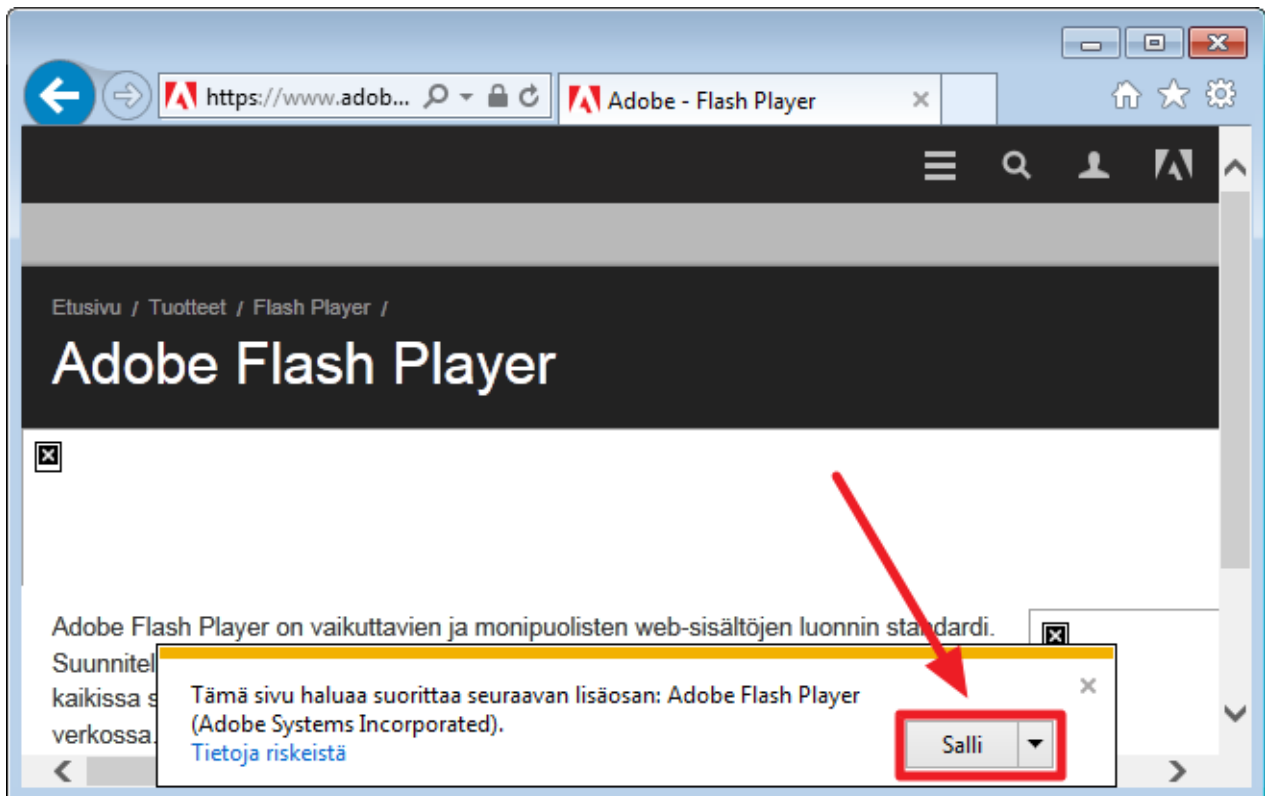 https://www.adob...
Adobe - Flash Player
Etusivu / Tuotteet / Flash Player /
Adobe Flash Player
Adobe Flash Player on vaikuttavien ja monipuolisten web-sisältöjen luonnin standardi.
Suunnitel
kaikissa s
verkossa.
Tämä sivu haluaa suorittaa seuraavan lisäosan: Adobe Flash Player
(Adobe Systems Incorporated).
Tietoja riskeistä
Salli